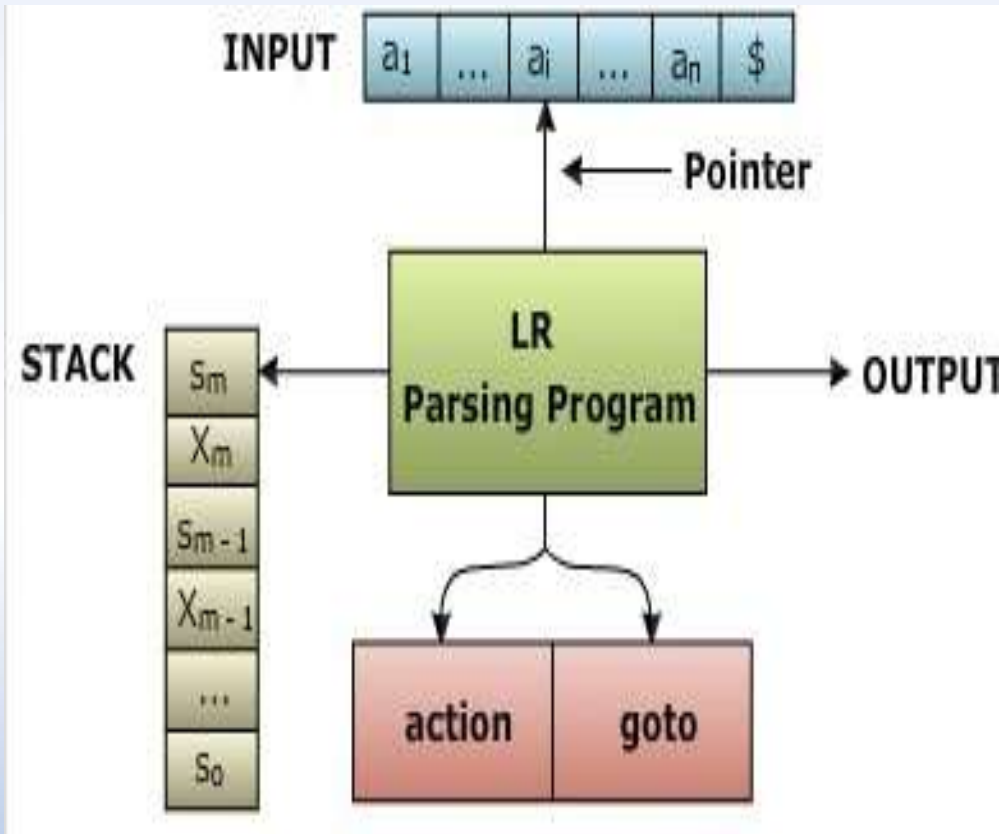 INPUT a₁ ... aᵢ ... aₙ $
Pointer
LR
Parsing Program
STACK
OUTPUT
Sₘ
Xₘ
Sₘ₋₁
Xₘ₋₁
...
S₀
action goto